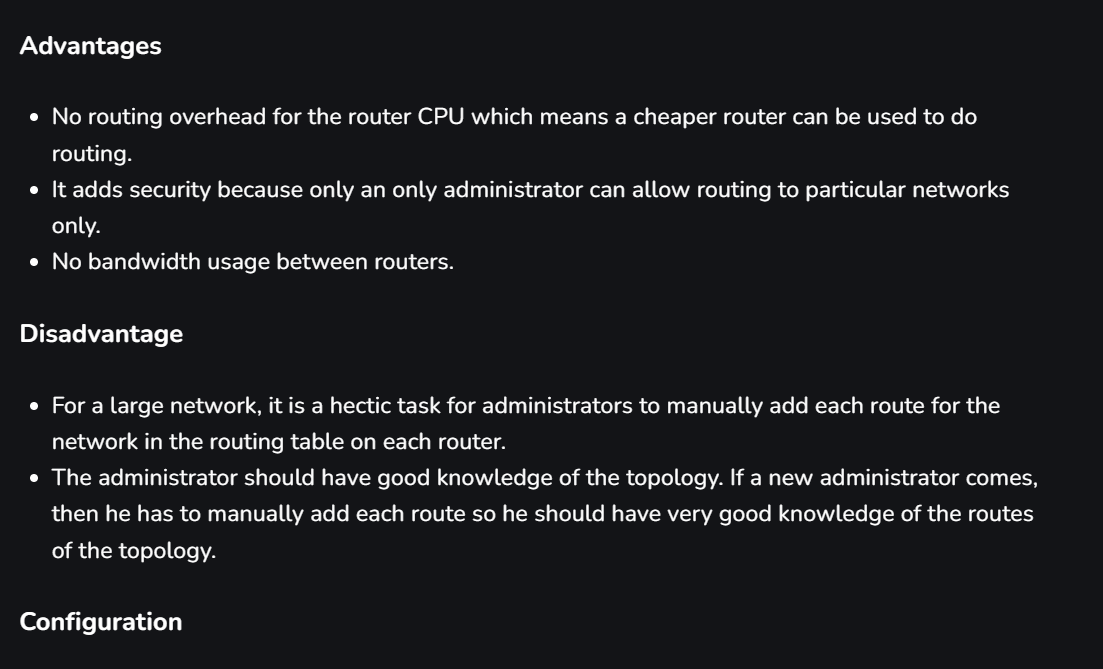 Advantages
• No routing overhead for the router CPU which means a cheaper router can be used to do
routing.
• It adds security because only an only administrator can allow routing to particular networks
only.
• No bandwidth usage between routers.
Disadvantage
• For a large network, it is a hectic task for administrators to manually add each route for the
network in the routing table on each router.
• The administrator should have good knowledge of the topology. If a new administrator comes,
then he has to manually add each route so he should have very good knowledge of the routes
of the topology.
Configuration